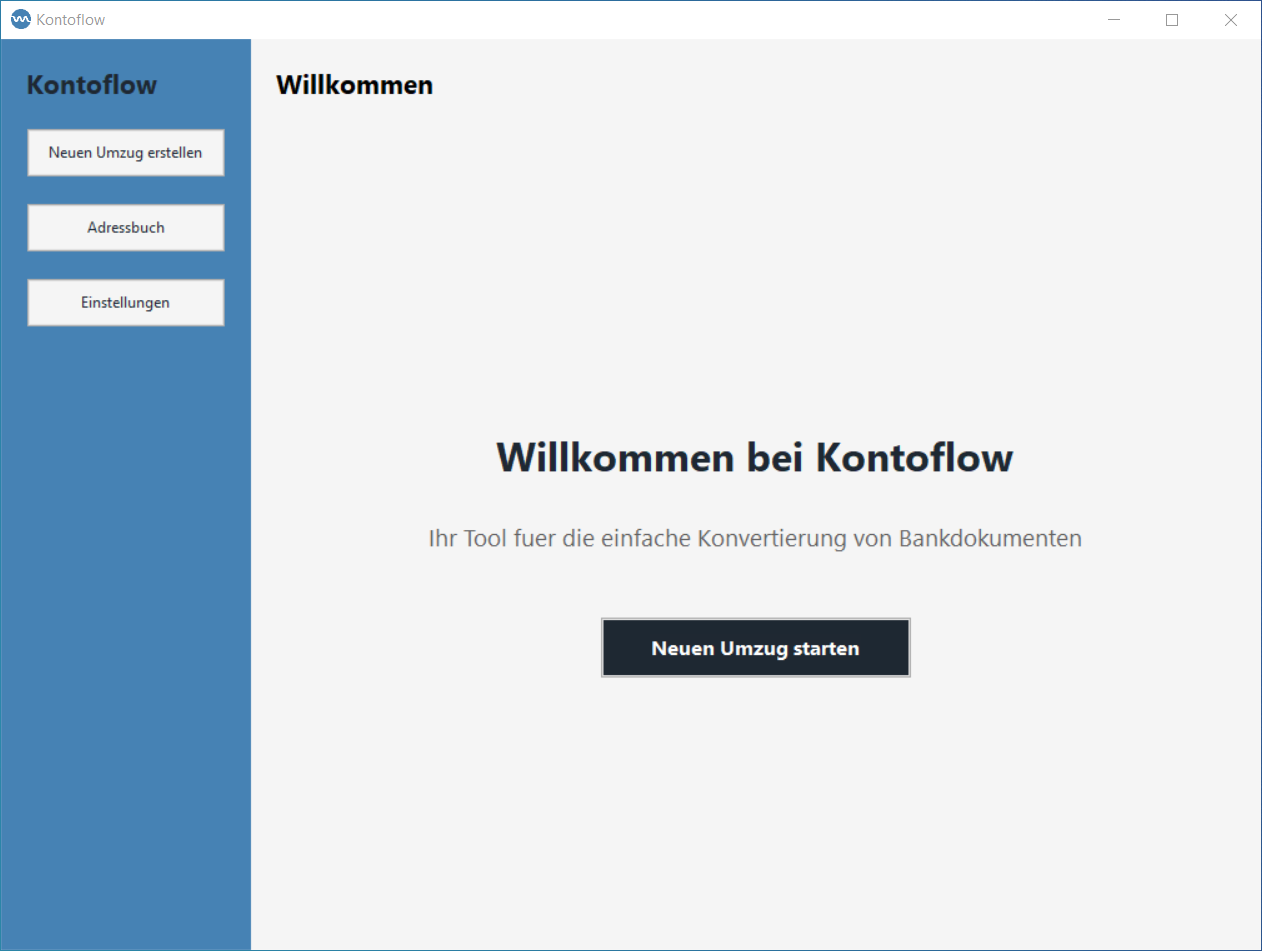 Kontoflow
Kontoflow
Neuen Umzug erstellen
Adressbuch
Einstellungen
Willkommen
Willkommen bei Kontoflow
Ihr Tool fuer die einfache Konvertierung von Bankdokumenten
Neuen Umzug starten